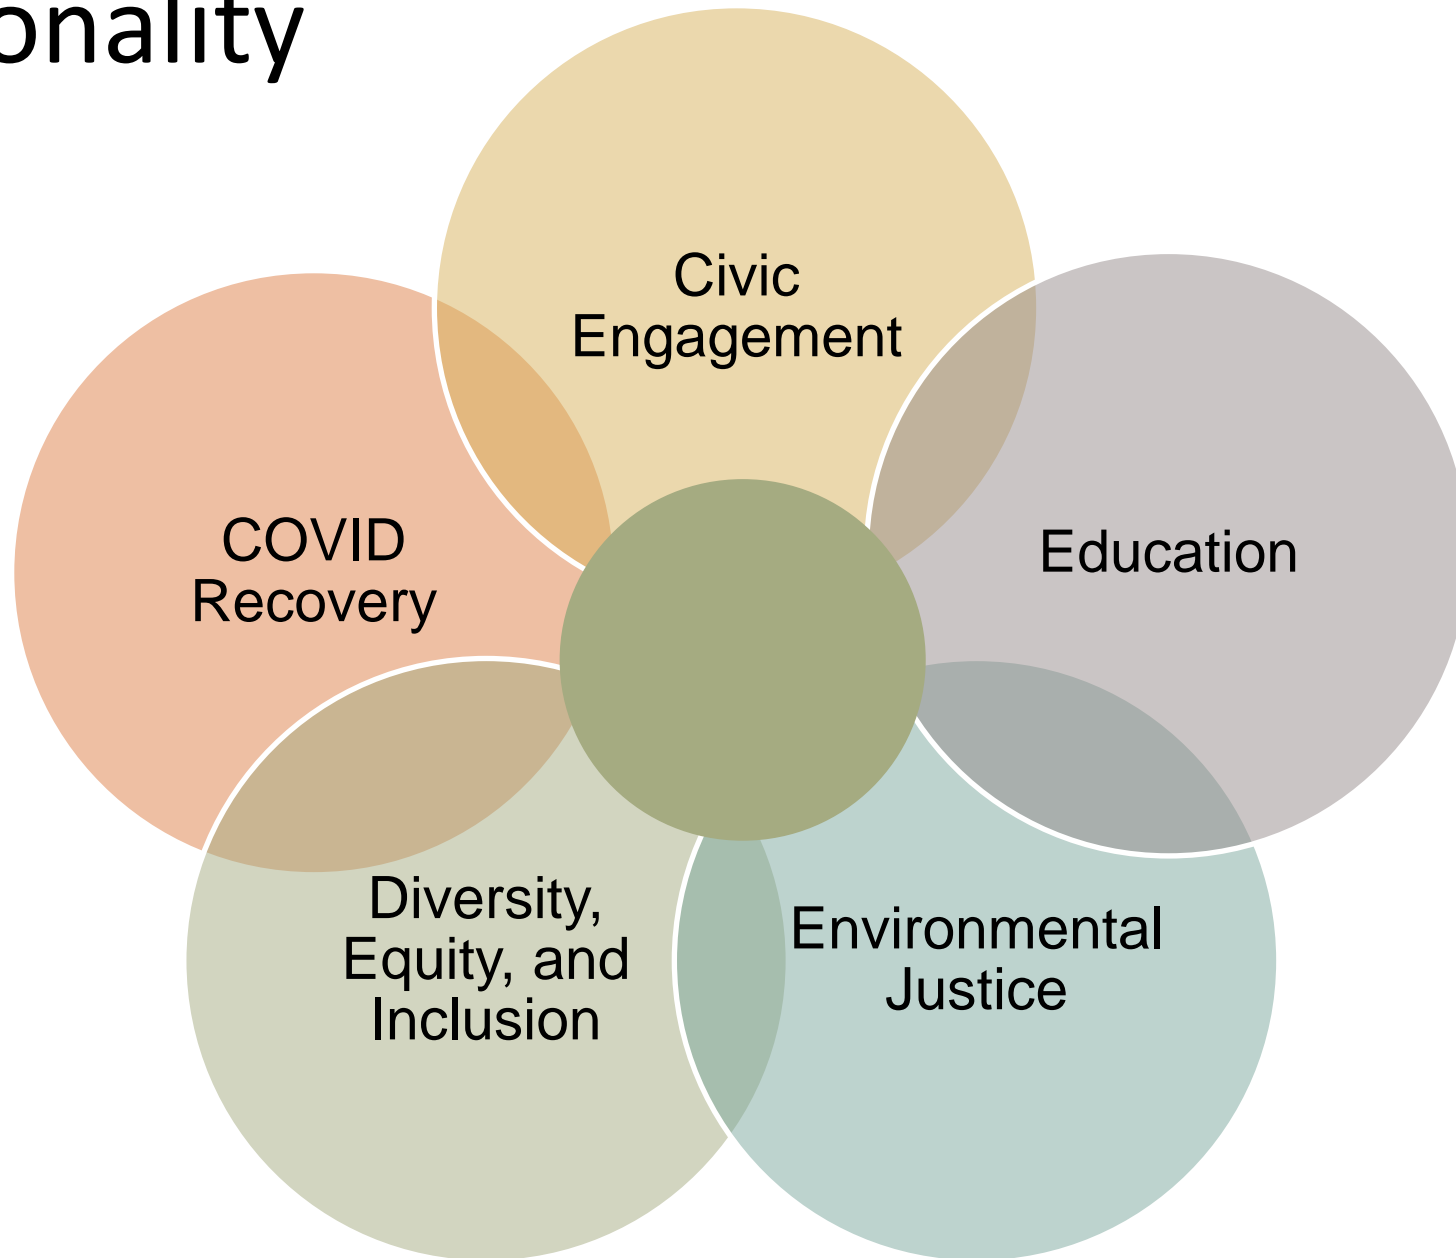 onality
Civic
Engagement
Education
COVID
Recovery
Diversity,
Equity, and
Inclusion
Environmental
Justice